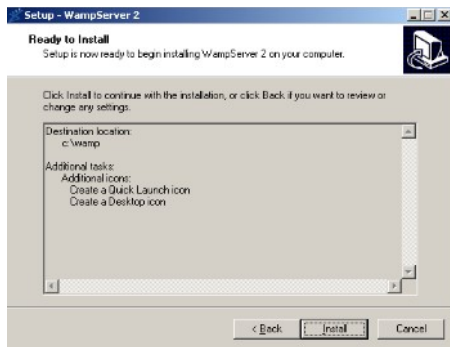 Setup - WampServer 2
Ready to Install
Setup is now ready to begin installing WampServer 2 on your computer.
Click Install to continue with the installation, or click Back if you want to review or
change any settings.
Destination location:
c:\wamp
Additional tasks:
Additional icons:
Create a Quick Launch icon
Create a Desktop icon
< Back
Install
Cancel